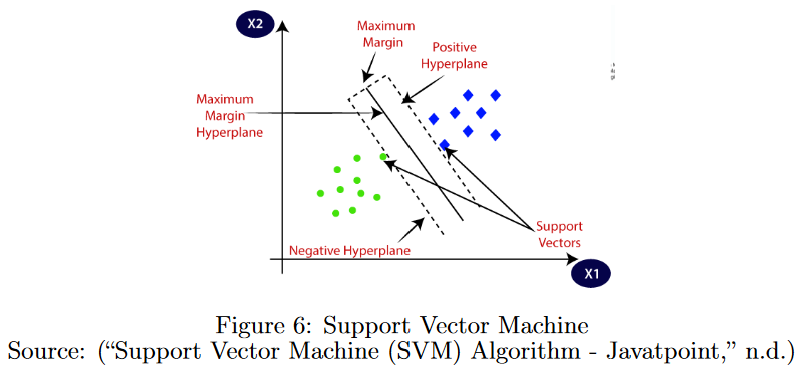 X2
Maximum
Margin
Positive
Hyperplane
Maximum
Margin
Hyperplane
Support
Vectors
Negative Hyperplane
X1
Figure 6: Support Vector Machine
Source: (“Support Vector Machine (SVM) Algorithm - Javatpoint,” n.d.)